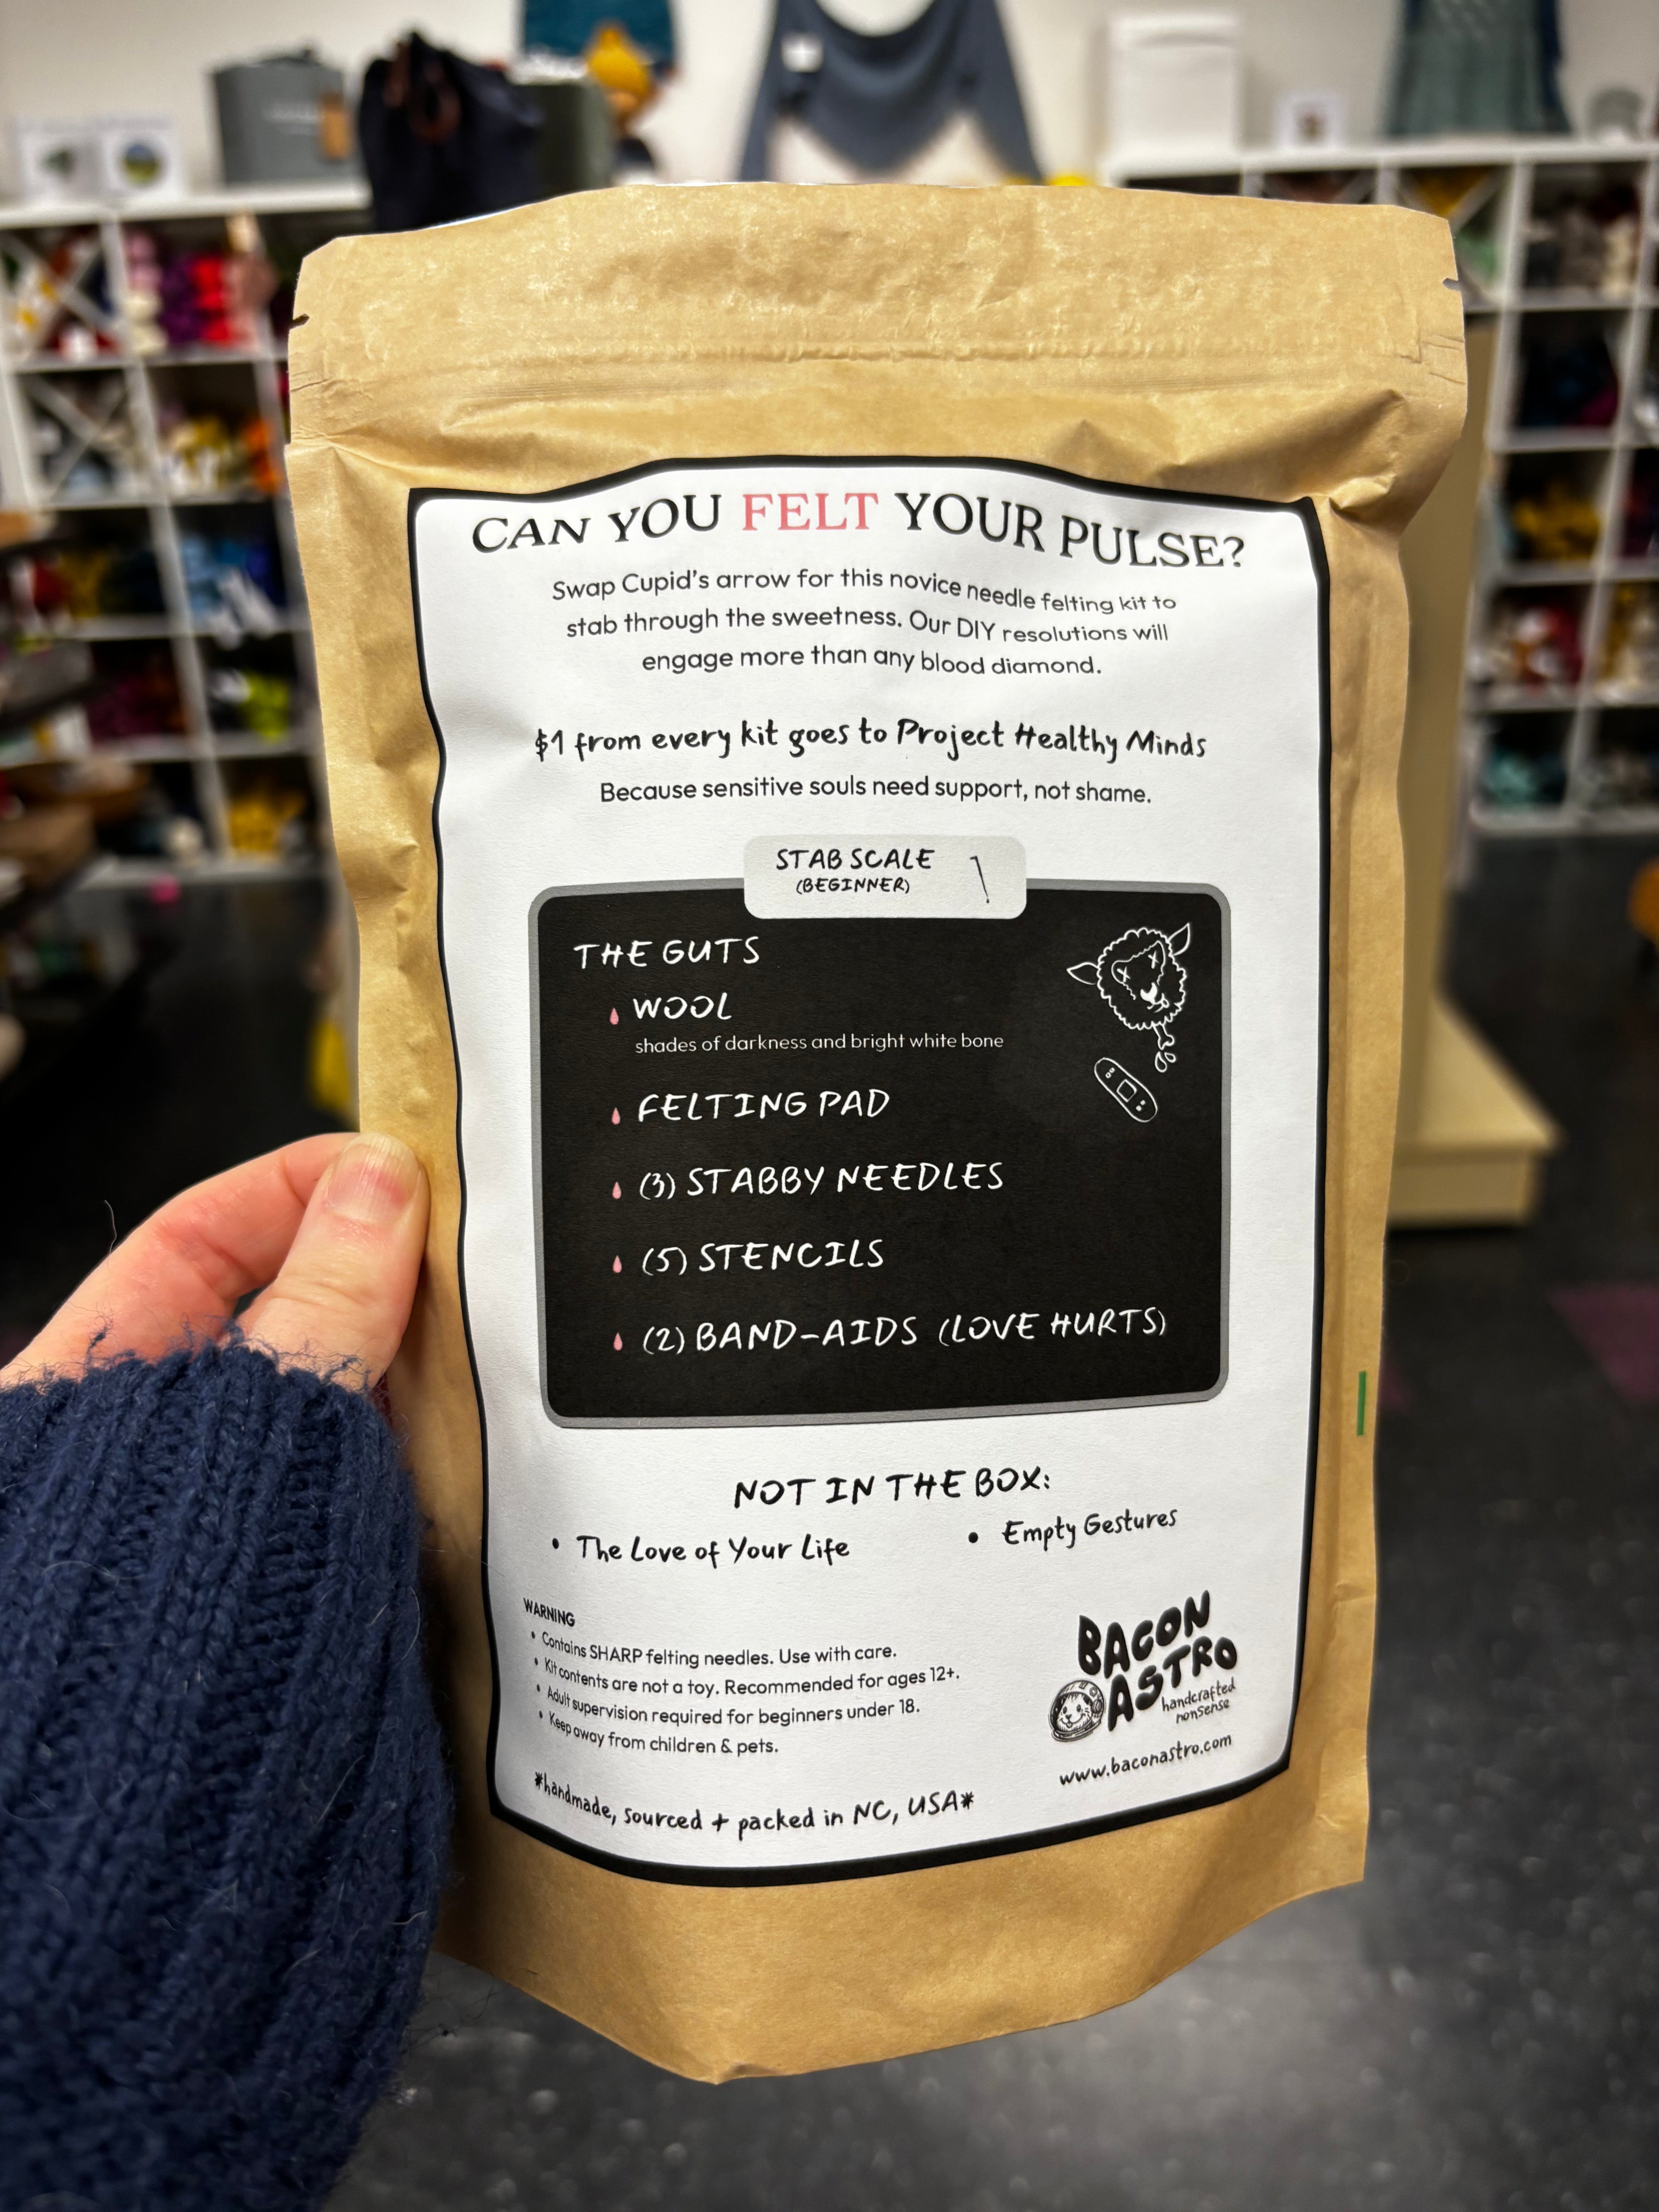 CAN YOU FELT YOUR PULSE?
Swap Cupid's arrow for this novice needle felting kit to
stab through the sweetness. Our DIY resolutions will
engage more than any blood diamond.
$1 from every kit goes to Project Healthy Minds
Because sensitive souls need support, not shame.
STAB SCALE
(BEGINNER)
THE GUTS
WOOL
shades of darkness and bright white bone
FELTING PAD
(3) STABBY NEEDLES
(5) STENCILS
(2) BAND-AIDS (LOVE HURTS)
NOT IN THE BOX:
• The Love of Your Life
• Empty Gestures
WARNING
• Contains SHARP felting needles. Use with care.
• Kit contents are not a toy. Recommended for ages 12+.
• Adult supervision required for beginners under 18.
• Keep away from children & pets.
BACON
ASTRO
handcrafted
nonsense
www.baconastro.com
*handmade, sourced + packed in NC, USA*